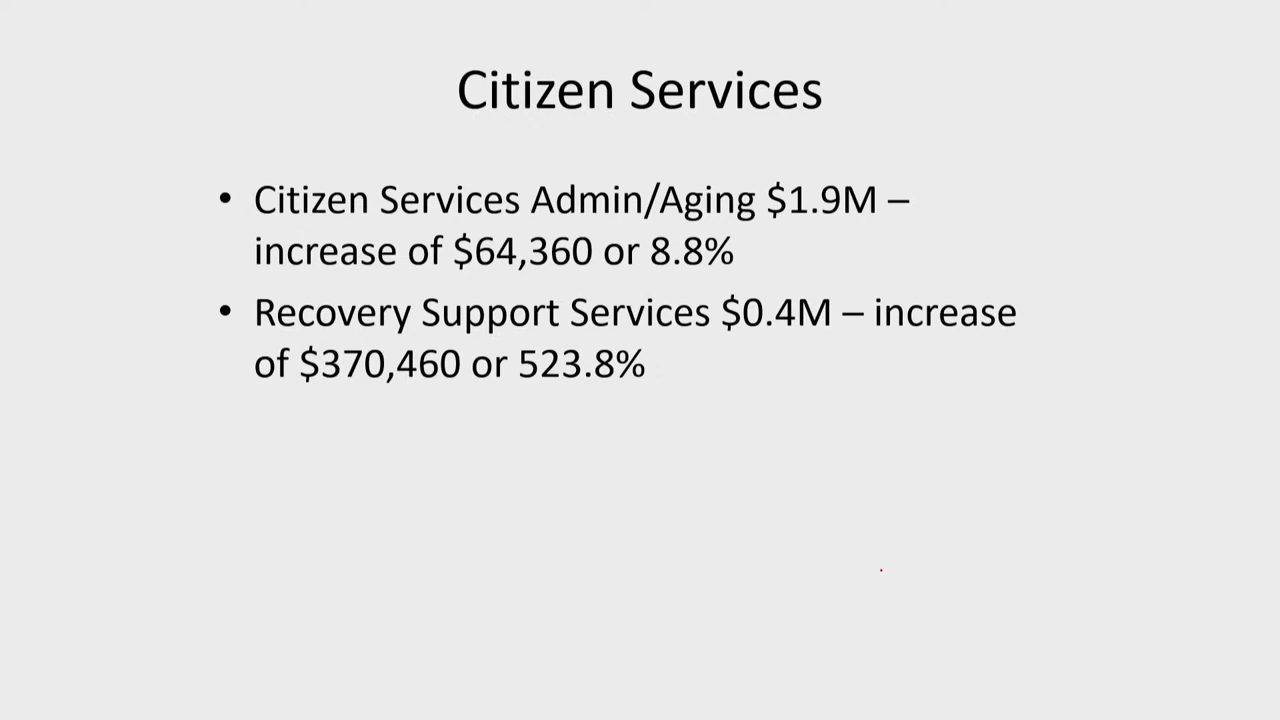 Citizen Services
• Citizen Services Admin/Aging $1.9M –
increase of $64,360 or 8.8%
• Recovery Support Services $0.4M – increase
of $370,460 or 523.8%